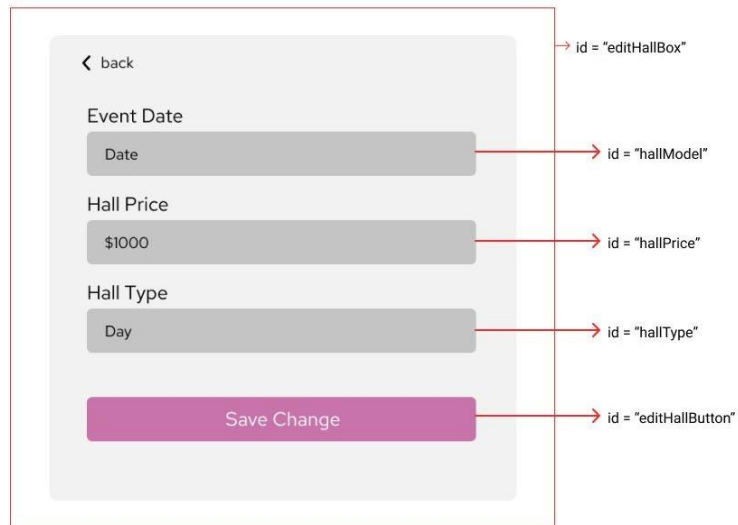 id = “editHallBox”
back
Event Date
Date
id = “hallModel”
Hall Price
$1000
id = “hallPrice”
Hall Type
Day
id = “hallType”
Save Change
id = “editHallButton”